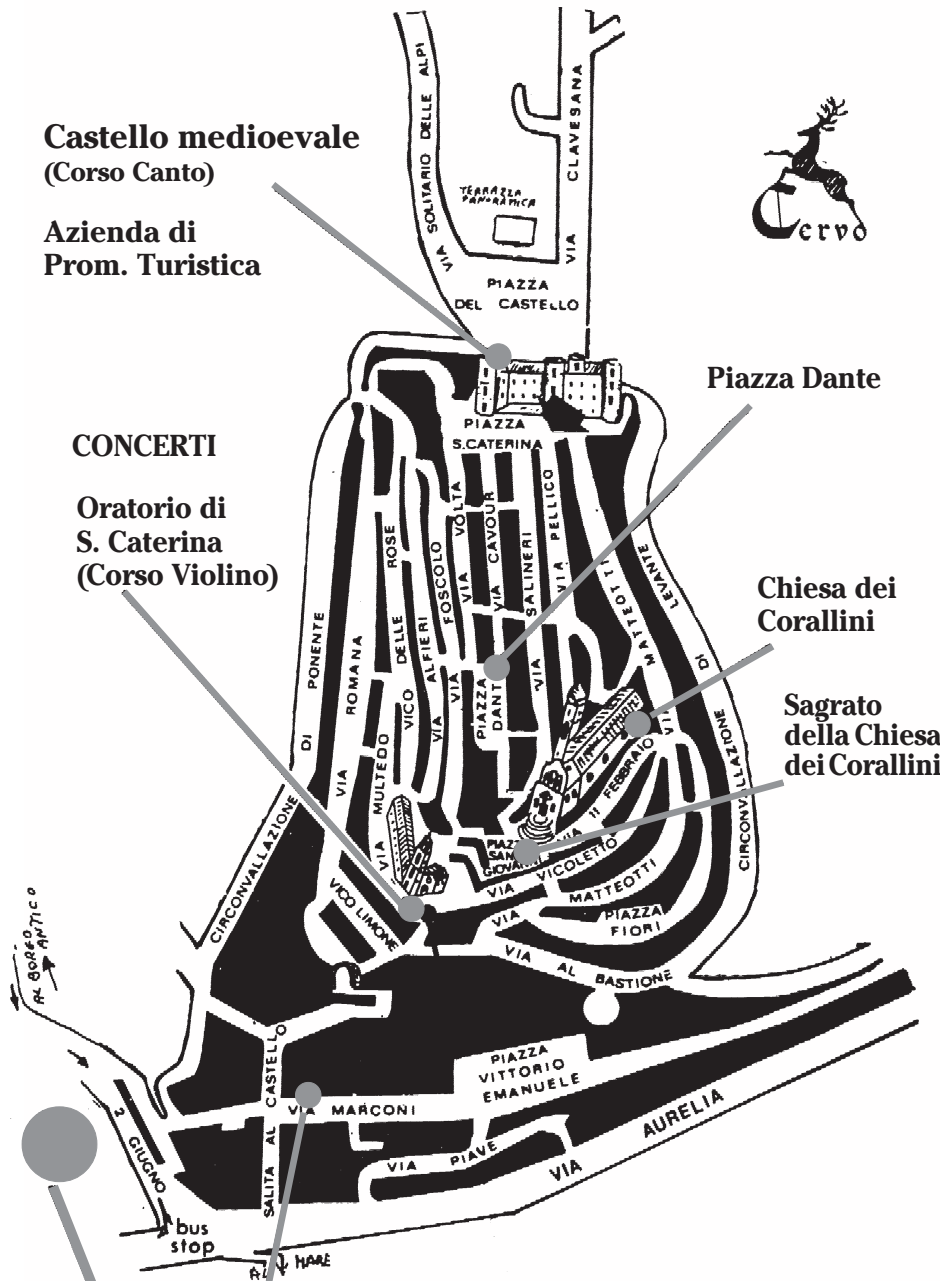 Castello medioevale
(Corso Canto)
Azienda di
Prom. Turistica
VIA SOLITARIO DELLE ALPI
VIA CLAVESANA
TERRAZZA
PANORAMICA
PIAZZA
DEL CASTELLO
Cervo
Piazza Dante
PIAZZA
S.CATERINA
CONCERTI
Oratorio di
S. Caterina
(Corso Violino)
Chiesa dei
Corallini
Sagrato
della Chiesa
dei Corallini
CIRCONVALLAZIONE DI PONENTE
VIA ROMANA
VIA MULTEDO
VICO DELLE ROSE
VIA ALFIERI
VIA FOSCOLO
VIA VOLTA
VIA CAVOUR
PIAZZA
DANTE
VIA SALINERI
VIA PELLICO
VIA MATTEOTTI
CIRCONVALLAZIONE DI LEVANTE
VIA II FEBBRAIO
PIAZZA
SAN
GIOVANNI
VIA VICOLETTO
VIA MATTEOTTI
PIAZZA
FIORI
VICO LIMONE
VIA AL BASTIONE
AL BORGO
ANTICO
PIAZZA
VITTORIO
EMANUELE
SALITA AL CASTELLO
VIA MARCONI
VIA PIAVE
VIA AURELIA
2 GIUGNO
bus
stop
AL MARE